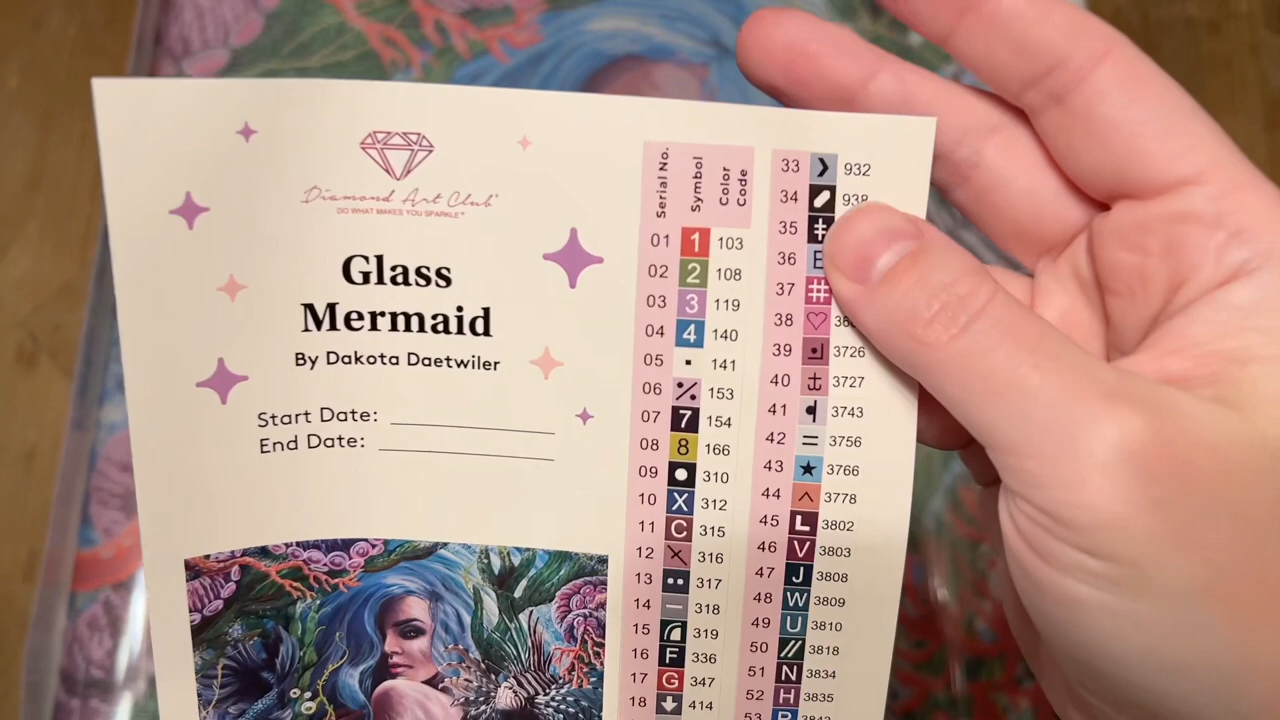 Diamond Art Club®
DO WHAT MAKES YOU SPARKLE®
Glass
Mermaid
By Dakota Daetwiler
Start Date:
End Date:
Serial No. Symbol Color Code
01 1 103
02 2 108
03 3 119
04 4 140
05 ▪ 141
06 ٪ 153
07 7 154
08 8 166
09 ● 310
10 X 312
11 C 315
12 × 316
13 •• 317
14 — 318
15 319
16 F 336
17 G 347
18 ⬇ 414
33 ❯ 932
34 938
35 ‡
36 E
37 #
38 ♡
39 3726
40 ⚓ 3727
41 3743
42 = 3756
43 ★ 3766
44 ^ 3778
45 L 3802
46 V 3803
47 J 3808
48 W 3809
49 U 3810
50 // 3818
51 N 3834
52 H 3835
53